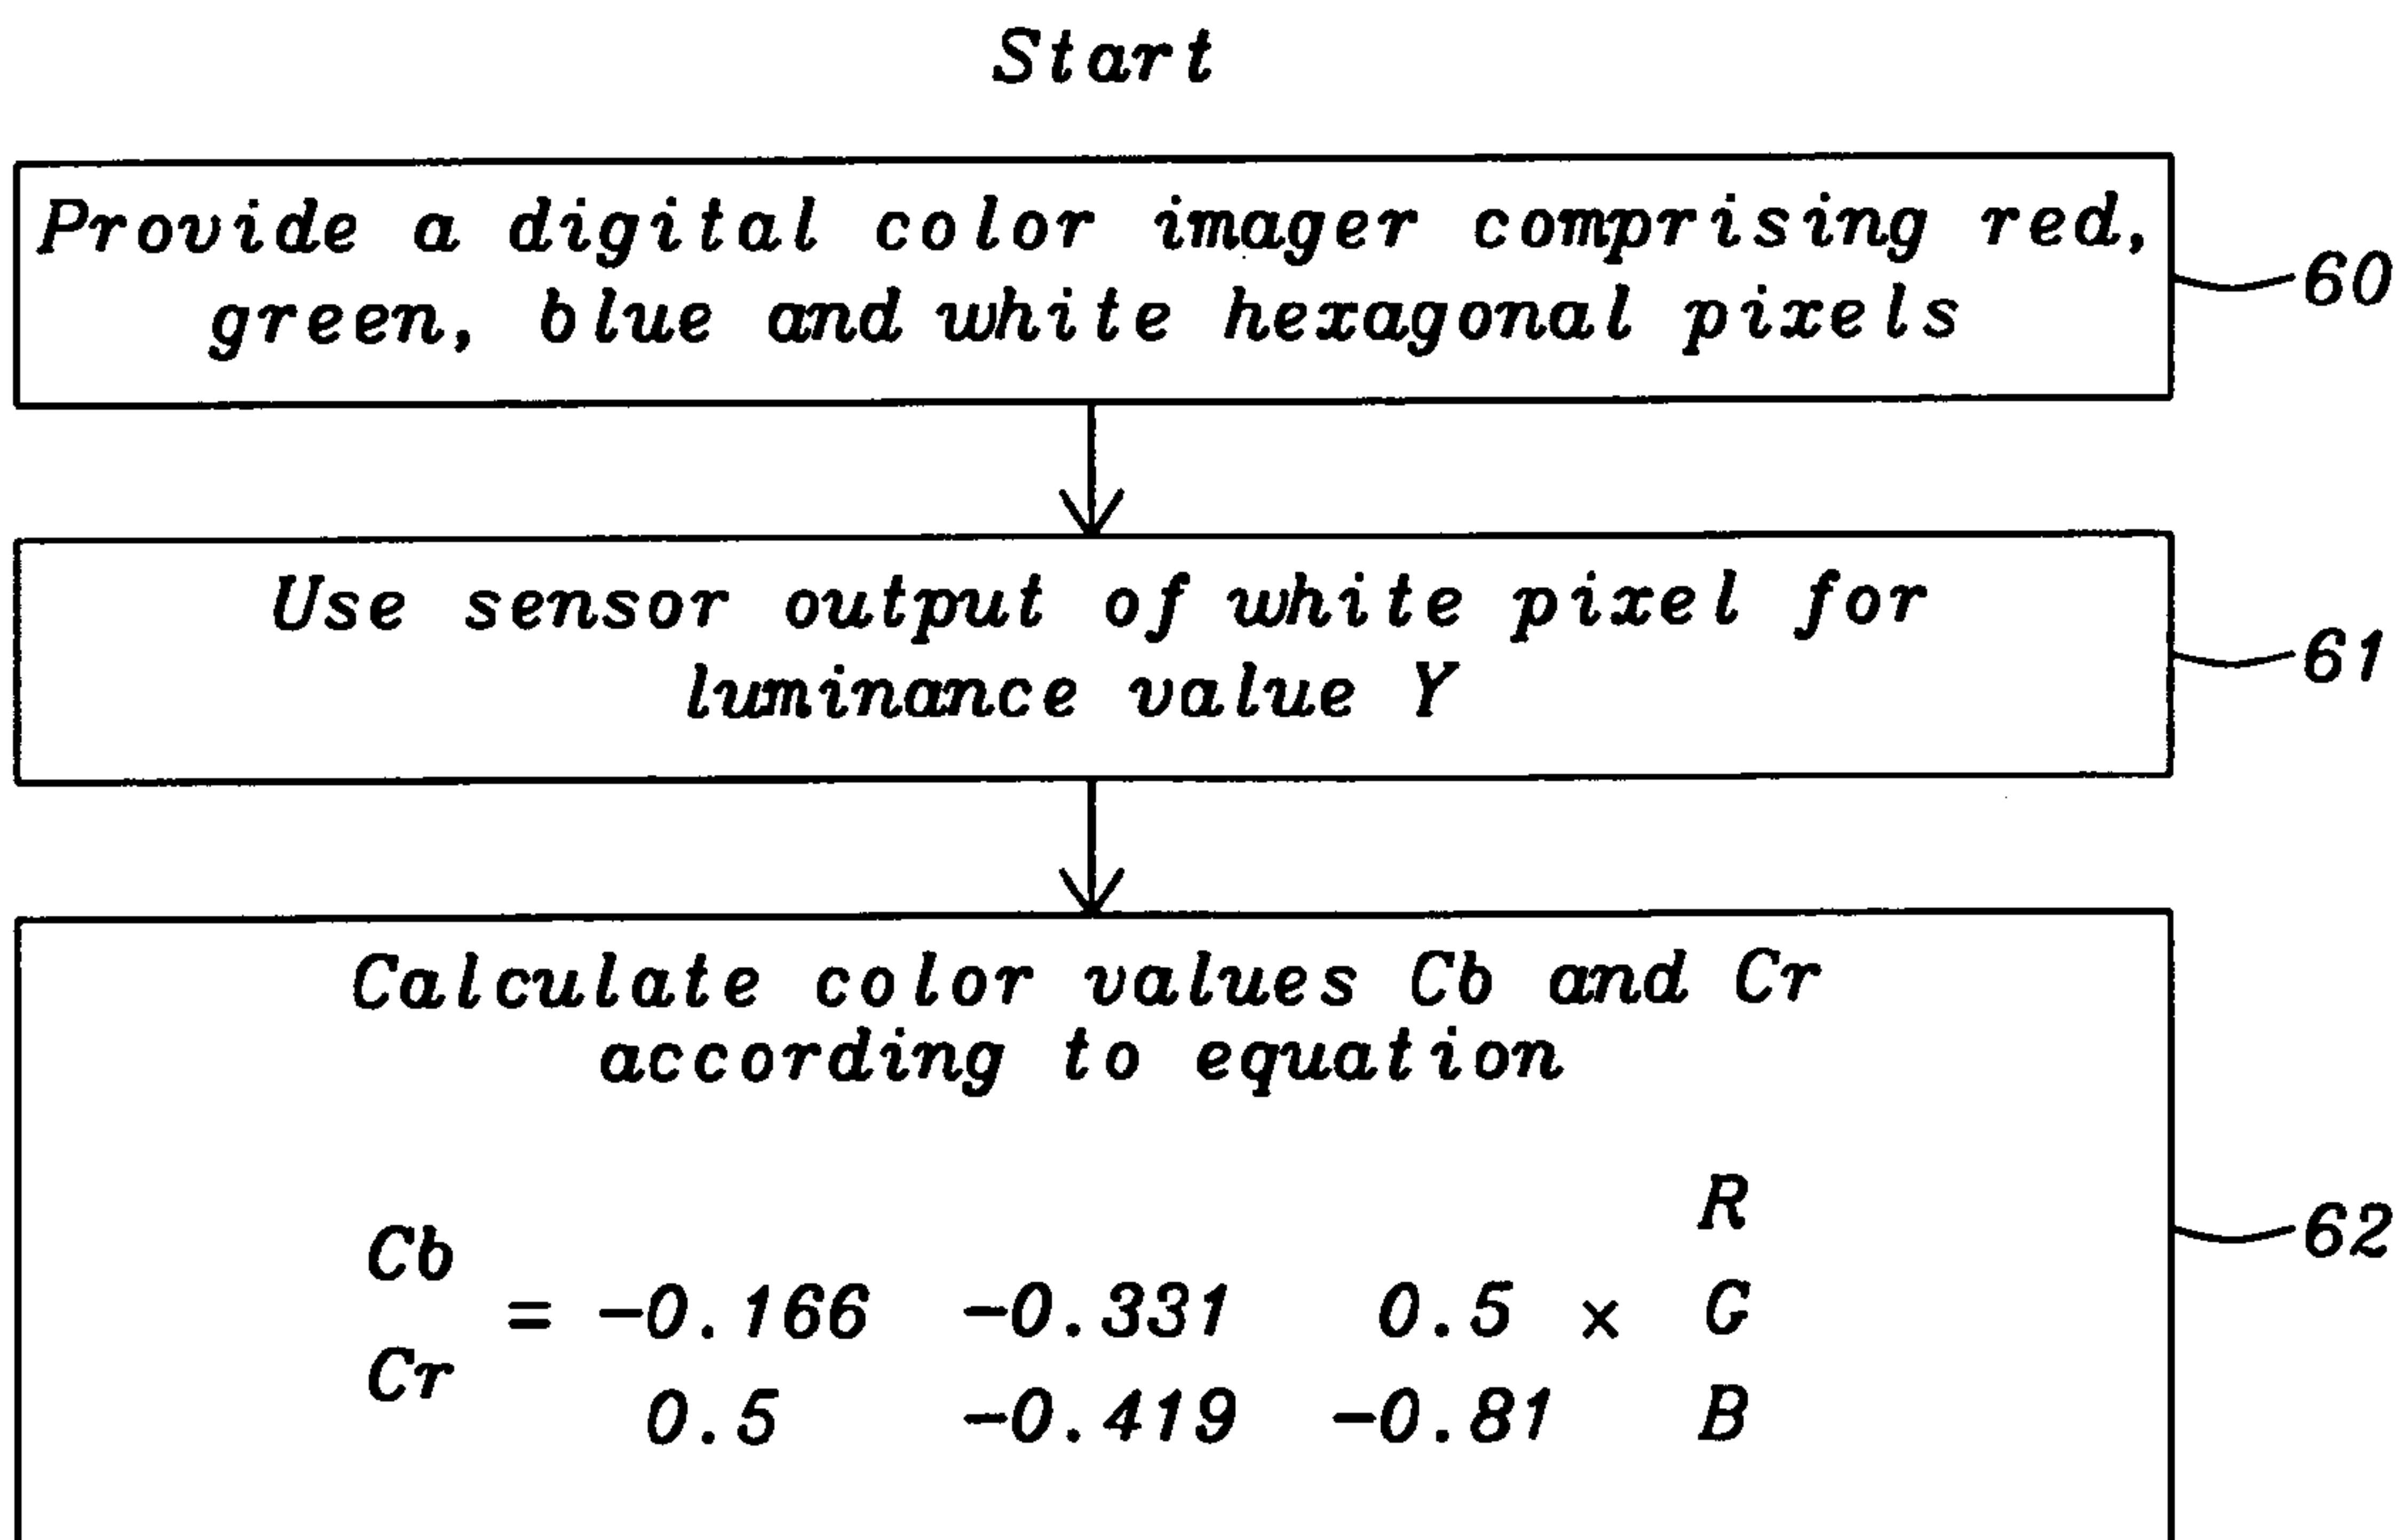 Start
Provide a digital color imager comprising red,
green, blue and white hexagonal pixels
60
Use sensor output of white pixel for
luminance value Y
61
Calculate color values Cb and Cr
according to equation
R
Cb
= -0.166 -0.331 0.5 × G
Cr
0.5 -0.419 -0.81 B
62